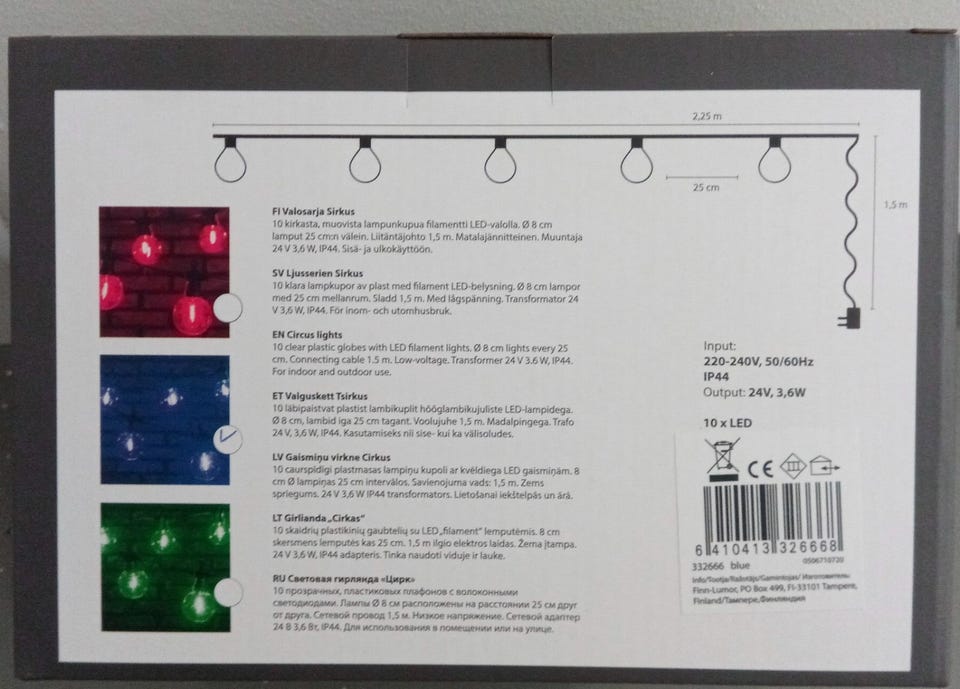 2,25 m
25 cm
1,5 m
FI Valosarja Sirkus
10 kirkasta, muovista lampunkupua filamentti LED-valolla. Ø 8 cm
lamput 25 cm:n välein. Liitäntäjohto 1,5 m. Matalajännitteinen. Muuntaja
24 V 3,6 W, IP44. Sisä- ja ulkokäyttöön.
SV Ljusserien Sirkus
10 klara lampkupor av plast med filament LED-belysning. Ø 8 cm lampor
med 25 cm mellanrum. Sladd 1,5 m. Med lågspänning. Transformator 24
V 3,6 W, IP44. För inom- och utomhusbruk.
EN Circus lights
10 clear plastic globes with LED filament lights. Ø 8 cm lights every 25
cm. Connecting cable 1.5 m. Low-voltage. Transformer 24 V 3,6 W, IP44.
For indoor and outdoor use.
ET Valguskett Tsirkus
10 läbipaistvat plastist lambikuplit hõõglambikujuliste LED-lampidega.
Ø 8 cm, lambid iga 25 cm tagant. Voolujuhe 1,5 m. Madalpingega. Trafo
24 V, 3,6 W, IP44. Kasutamiseks nii sise- kui ka välisoludes.
LV Gaismiņu virkne Cirkus
10 caurspīdīgi plastmasas lampiņu kupoli ar kvēldiega LED gaismiņām. 8
cm Ø lampiņas 25 cm intervālos. Savienojuma vads: 1,5 m. Zems
spriegums. 24 V 3,6 W IP44 transformators. Lietošanai iekštelpās un ārā.
LT Girlianda „Cirkas“
10 skaidrių plastikinių gaubtelių su LED „filament“ lemputėmis. 8 cm
skersmens lemputės kas 25 cm. 1,5 m ilgio elektros laidas. Žema įtampa.
24 V 3,6 W, IP44 adapteris. Tinka naudoti viduje ir lauke.
RU Световая гирлянда «Цирк»
10 прозрачных, пластиковых плафонов с волоконными
светодиодами. Лампы Ø 8 см расположены на расстоянии 25 см друг
от друга. Сетевой провод 1,5 м. Низкое напряжение. Сетевой адаптер
24 В 3,6 Вт, IP44. Для использования в помещении или на улице.
Input:
220-240V, 50/60Hz
IP44
Output: 24V, 3,6W
10 x LED
CE
6 410413 326668
332666 blue
0506710720
Info/Tootja/Ražotājs/Gamintojas/ Изготовитель:
Finn-Lumor, PO Box 499, FI-33101 Tampere,
Finland/Тампере,Финляндия